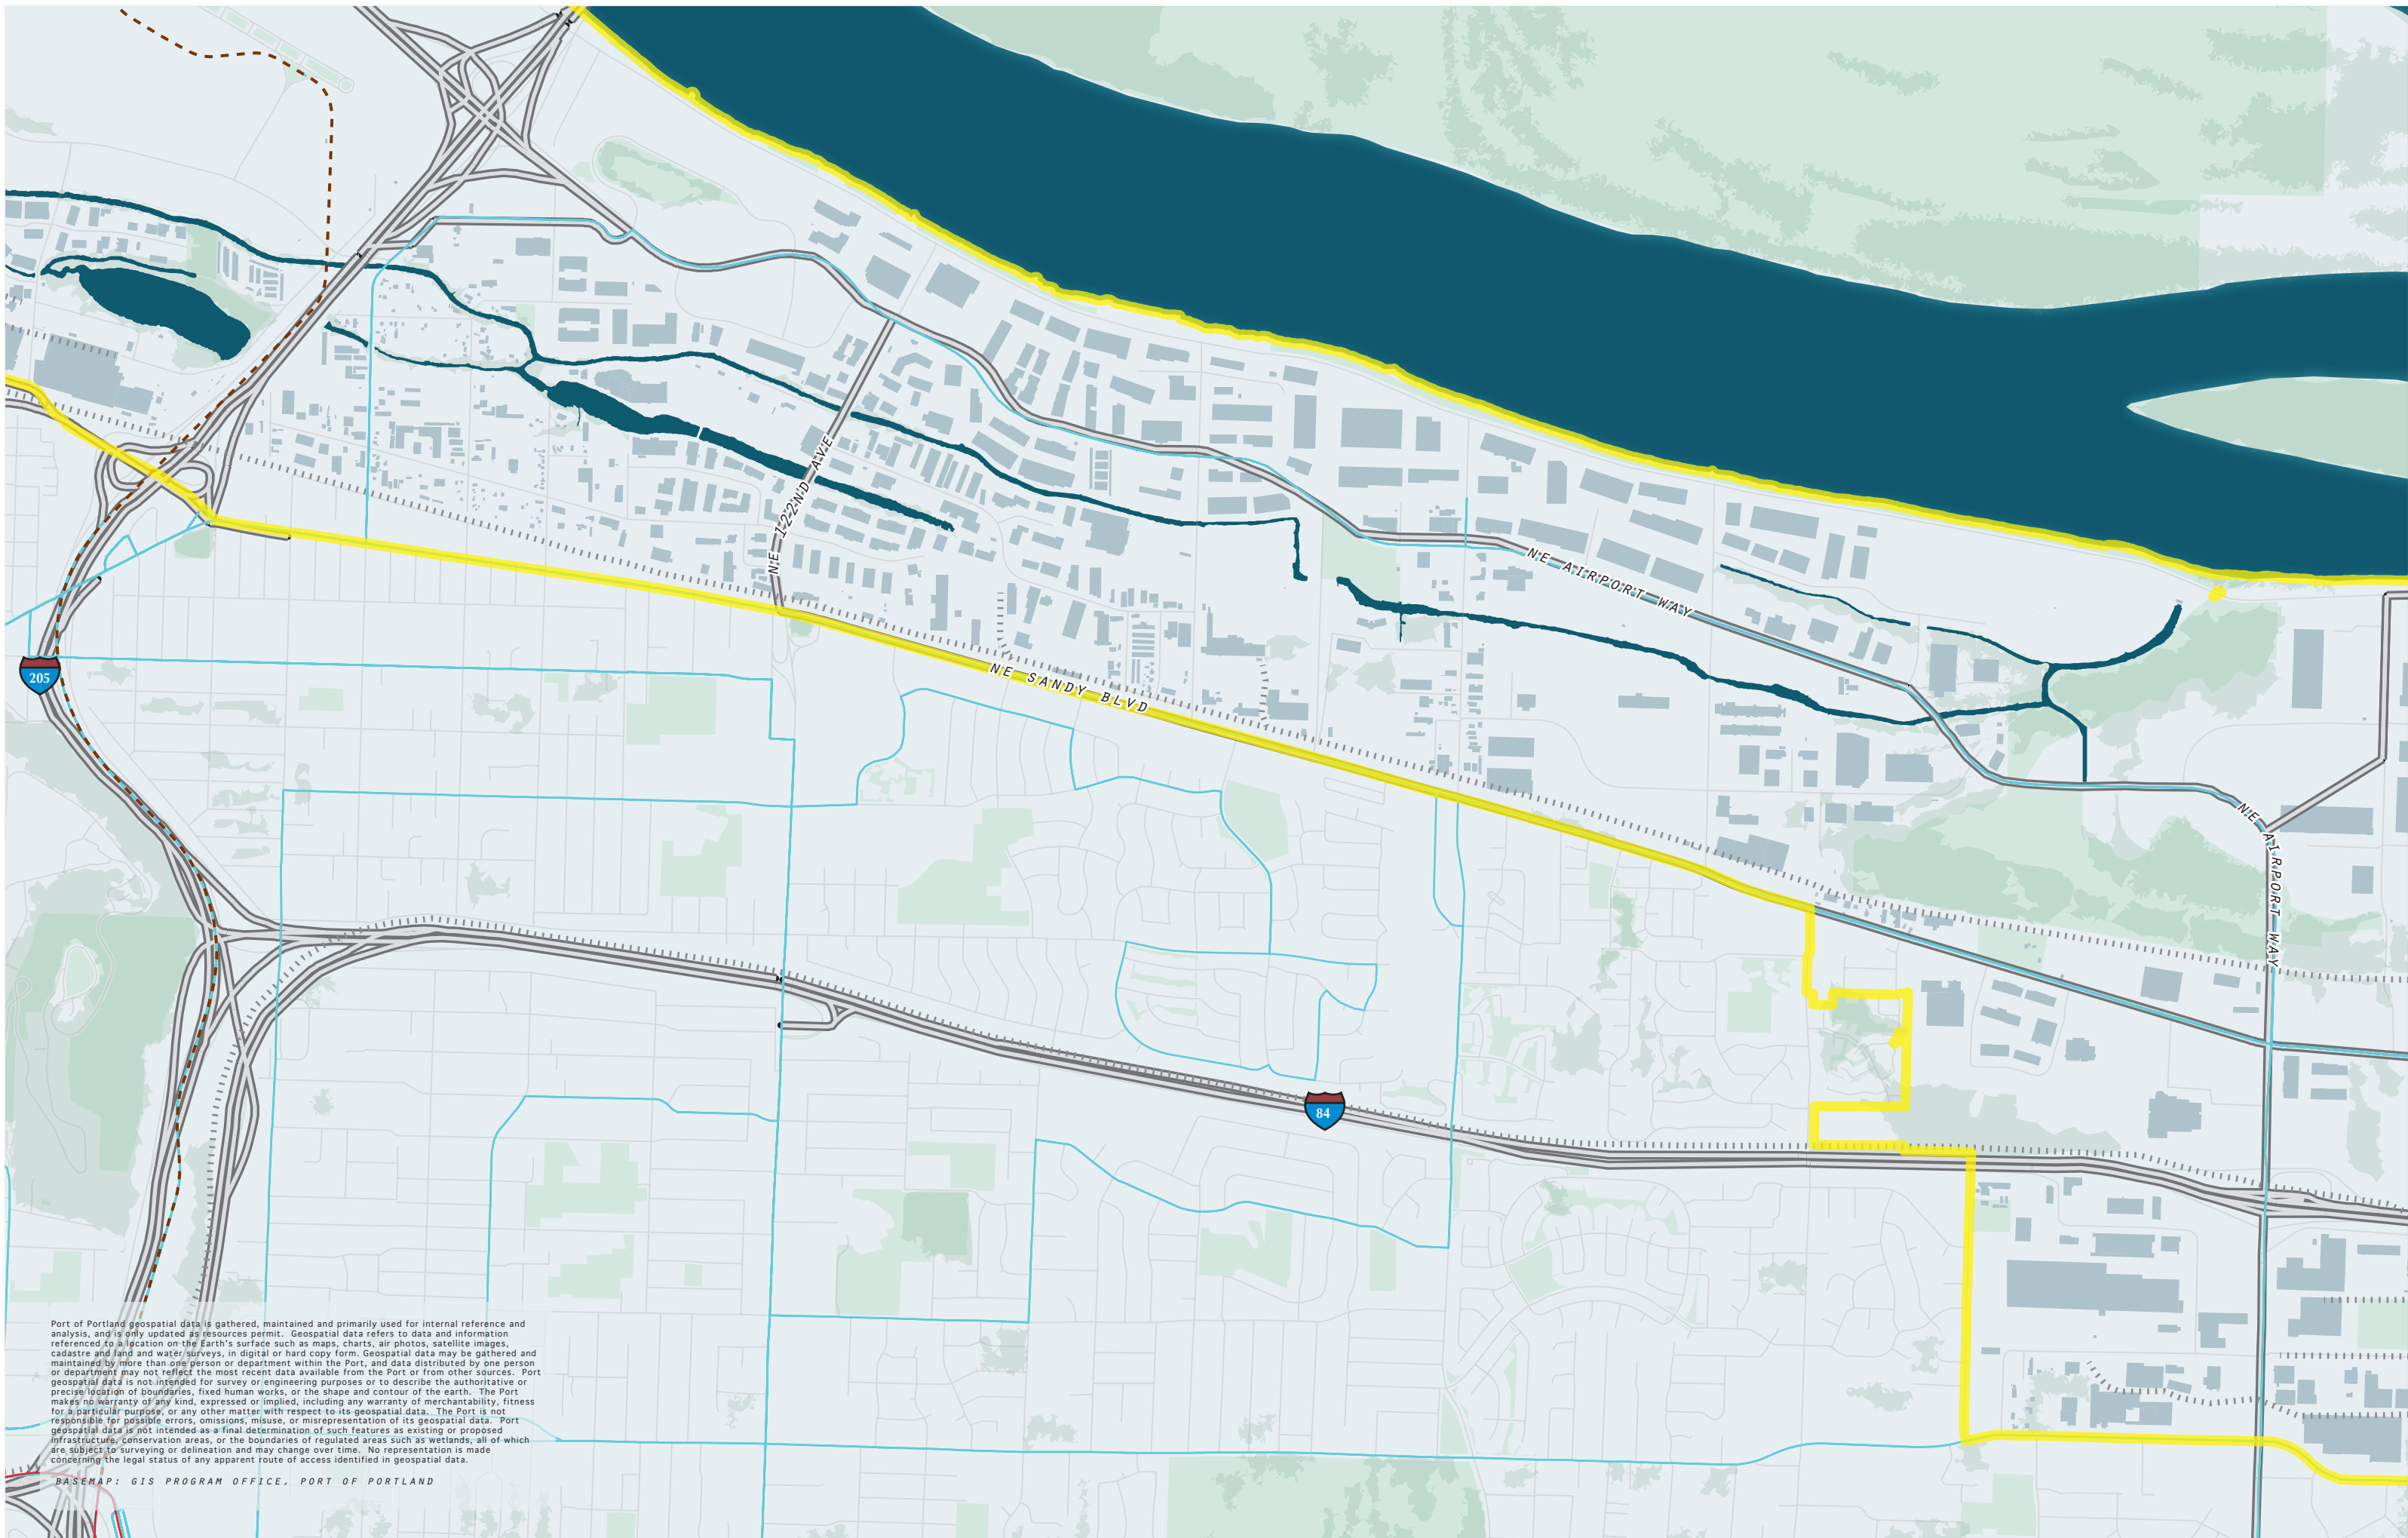 NE 122ND AVE
NE AIRPORT WAY
205
NE SANDY BLVD
NE AIRPORT WAY
84
Port of Portland geospatial data is gathered, maintained and primarily used for internal reference and
analysis, and is only updated as resources permit.  Geospatial data refers to data and information
referenced to a location on the Earth's surface such as maps, charts, air photos, satellite images,
cadastre and land and water surveys, in digital or hard copy form. Geospatial data may be gathered and
maintained by more than one person or department within the Port, and data distributed by one person
or department may not reflect the most recent data available from the Port or from other sources.  Port
geospatial data is not intended for survey or engineering purposes or to describe the authoritative or
precise location of boundaries, fixed human works, or the shape and contour of the earth.  The Port
makes no warranty of any kind, expressed or implied, including any warranty of merchantability, fitness
for a particular purpose, or any other matter with respect to its geospatial data.  The Port is not
responsible for possible errors, omissions, misuse, or misrepresentation of its geospatial data.  Port
geospatial data is not intended as a final determination of such features as existing or proposed
infrastructure, conservation areas, or the boundaries of regulated areas such as wetlands, all of which
are subject to surveying or delineation and may change over time.  No representation is made
concerning the legal status of any apparent route of access identified in geospatial data.
BASEMAP: GIS PROGRAM OFFICE, PORT OF PORTLAND